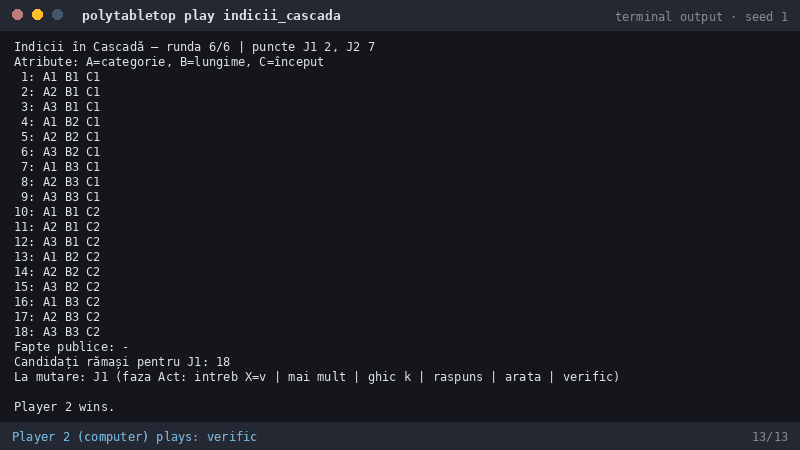 polytabletop play indicii_cascada
terminal output · seed 1
Indicii în Cascadă — runda 6/6 | puncte J1 2, J2 7
Atribute: A=categorie, B=lungime, C=început
1: A1 B1 C1
2: A2 B1 C1
3: A3 B1 C1
4: A1 B2 C1
5: A2 B2 C1
6: A3 B2 C1
7: A1 B3 C1
8: A2 B3 C1
9: A3 B3 C1
10: A1 B1 C2
11: A2 B1 C2
12: A3 B1 C2
13: A1 B2 C2
14: A2 B2 C2
15: A3 B2 C2
16: A1 B3 C2
17: A2 B3 C2
18: A3 B3 C2
Fapte publice: -
Candidați rămași pentru J1: 18
La mutare: J1 (faza Act: intreb X=v | mai mult | ghic k | raspuns | arata | verific)
Player 2 wins.
Player 2 (computer) plays: verific
13/13